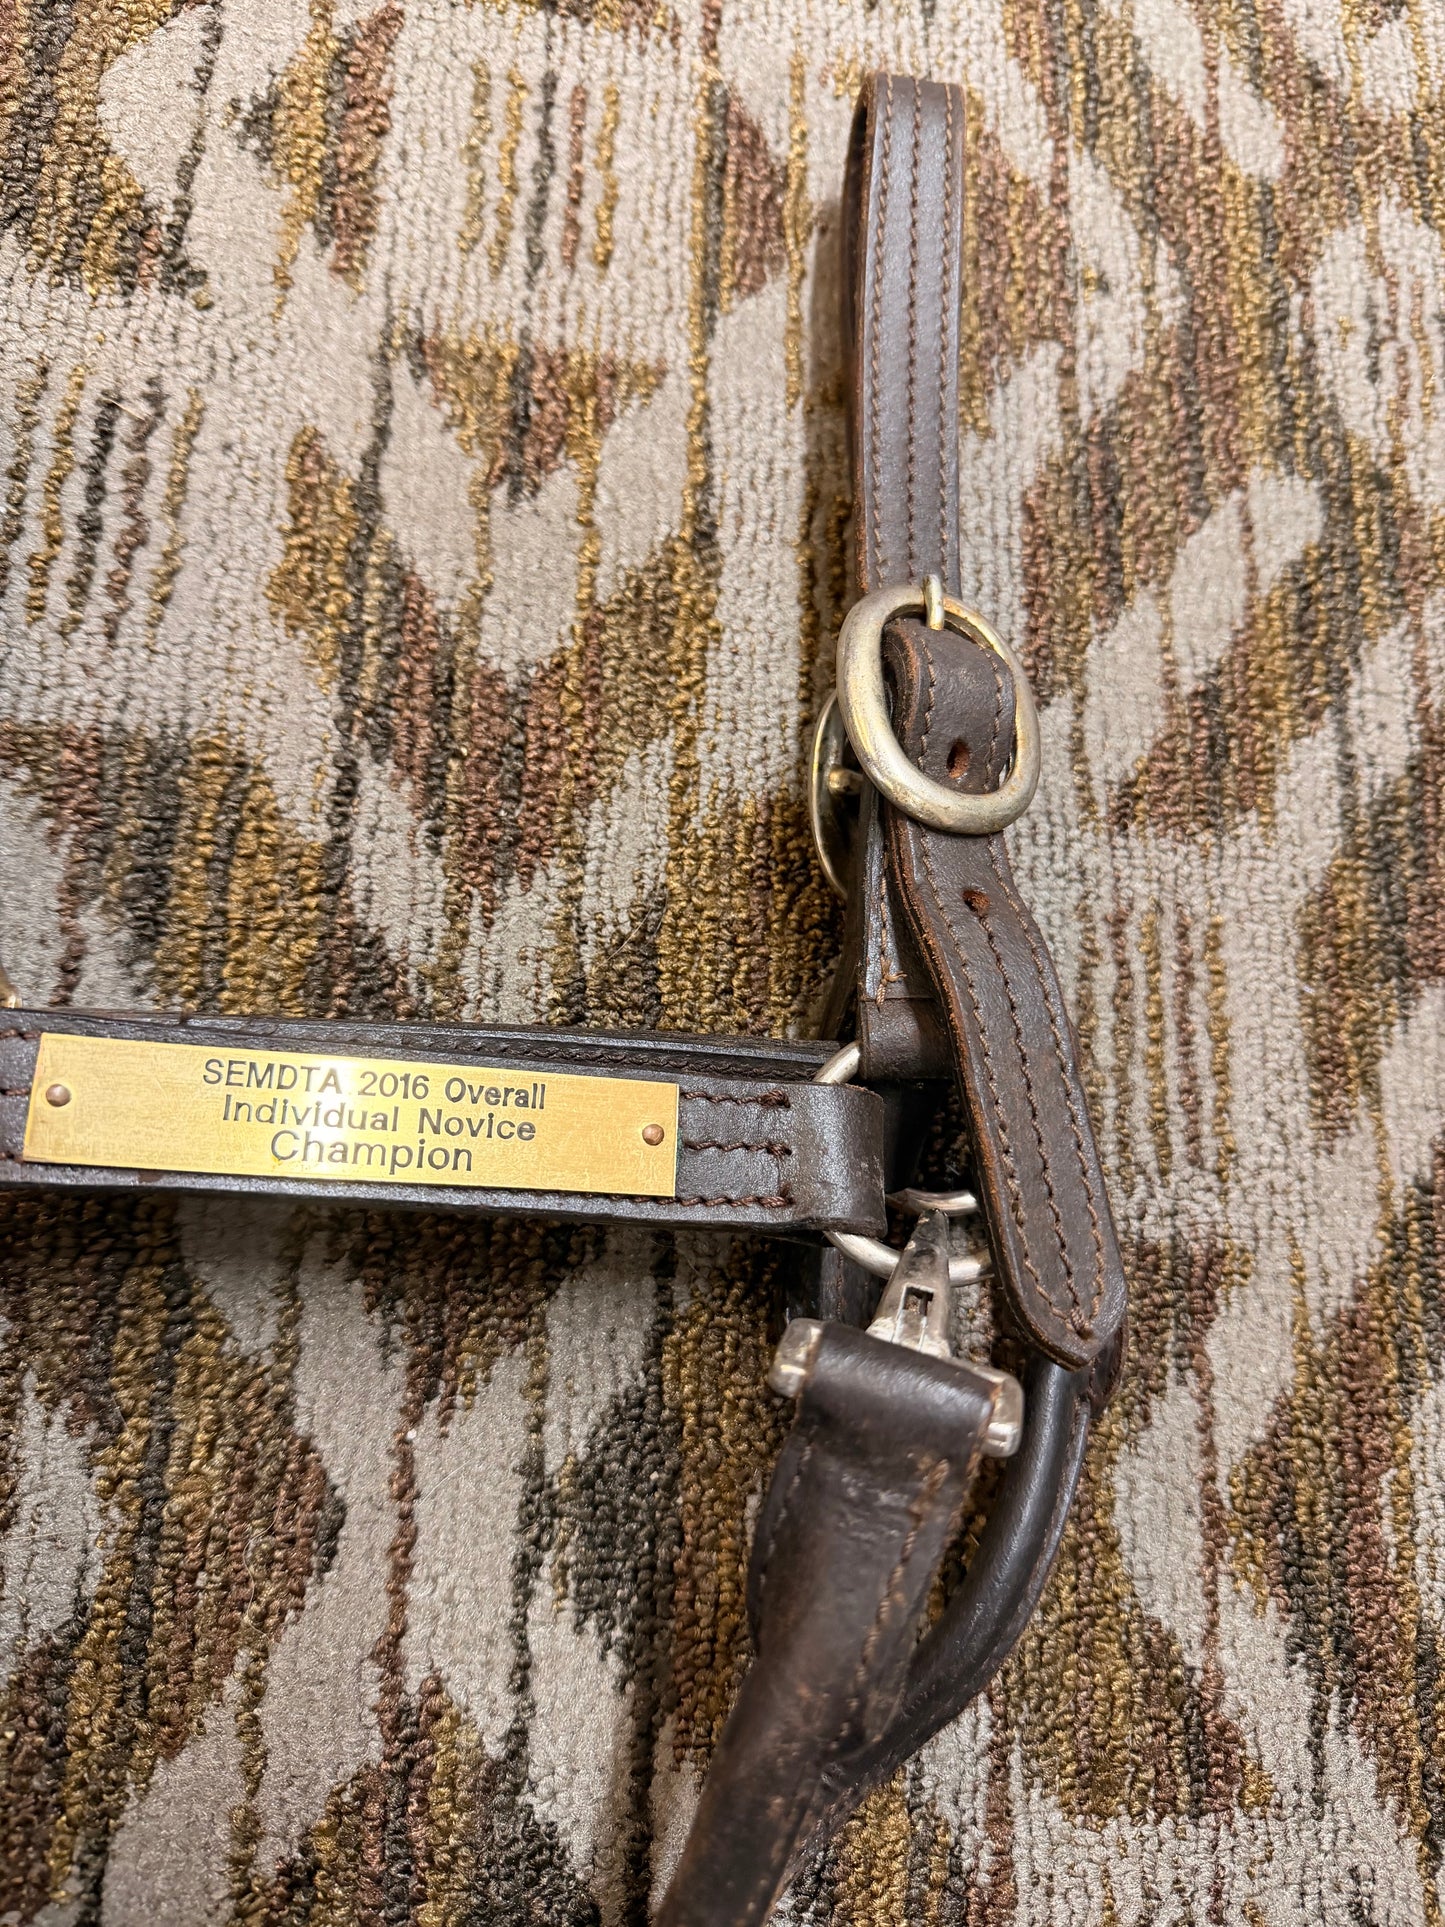 SEMDTA 2016 Overall
Individual Novice
Champion